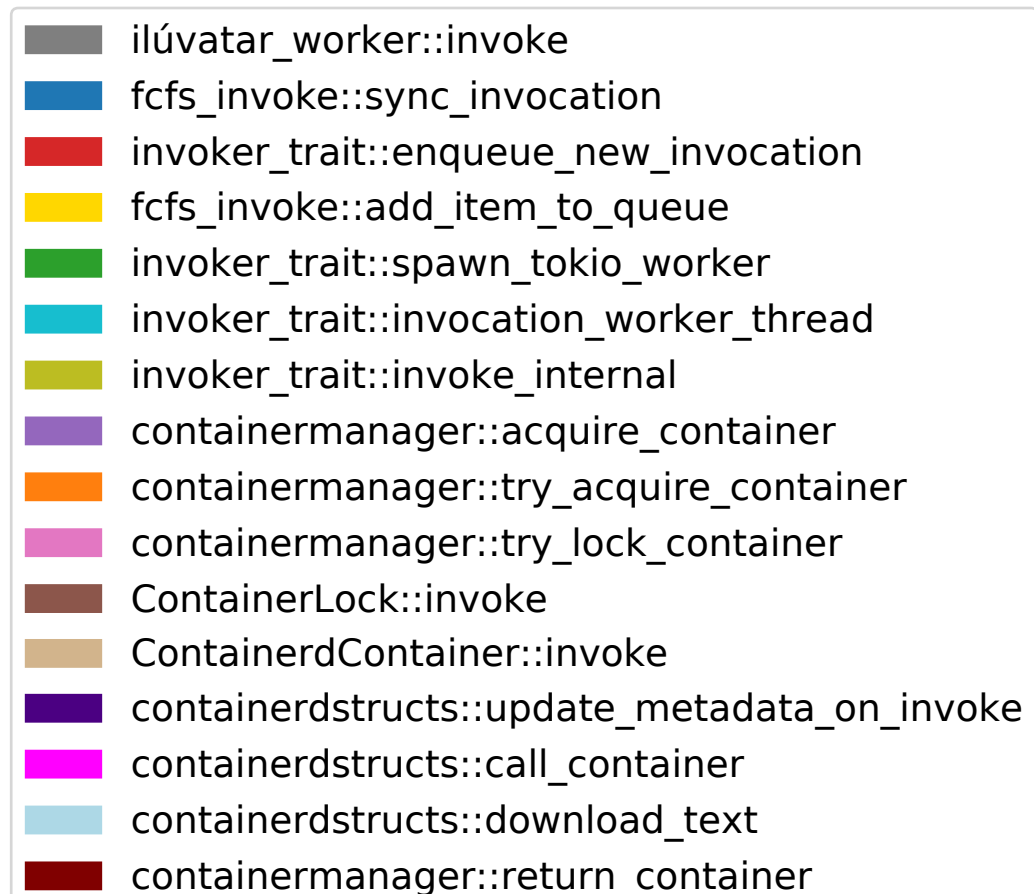 ilúvatar_worker::invoke
fcfs_invoke::sync_invocation
invoker_trait::enqueue_new_invocation
fcfs_invoke::add_item_to_queue
invoker_trait::spawn_tokio_worker
invoker_trait::invocation_worker_thread
invoker_trait::invoke_internal
containermanager::acquire_container
containermanager::try_acquire_container
containermanager::try_lock_container
ContainerLock::invoke
ContainerdContainer::invoke
containerdstructs::update_metadata_on_invoke
containerdstructs::call_container
containerdstructs::download_text
containermanager::return_container